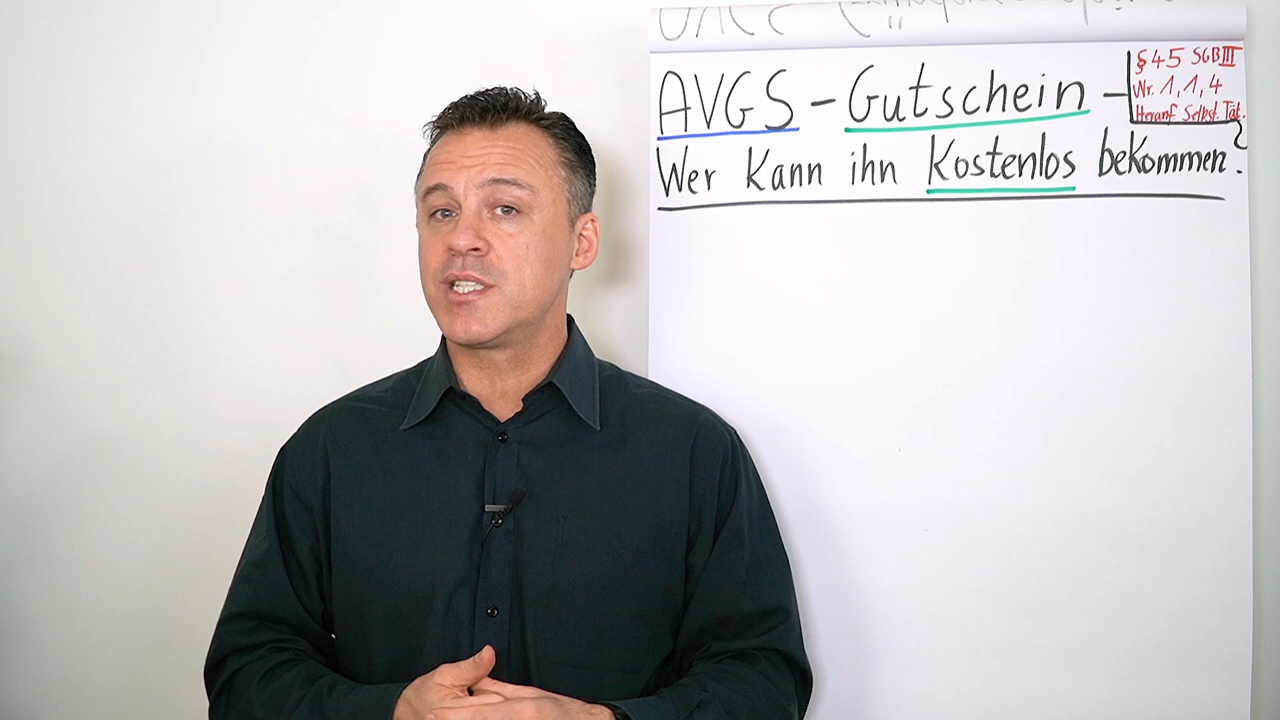 AVGS - Gutschein -
§45 SGB III
Nr. 1, 1, 4
Heranf. Selbst. Tät.
Wer kann ihn kostenlos bekommen?